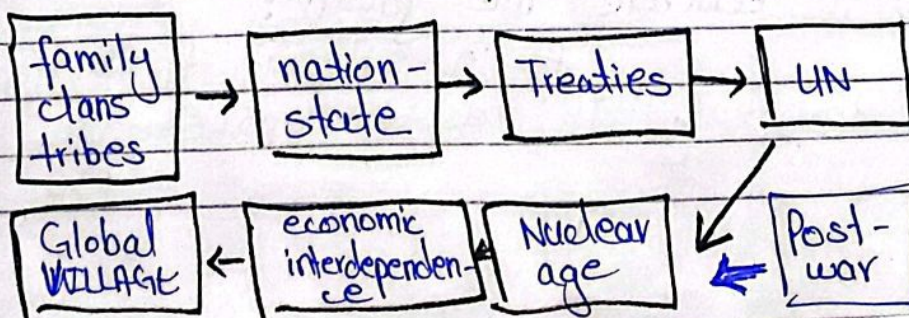 family
clans
tribes
nation-
state
Treaties
UN
Post-
war
Nuclear
age
economic
interdependen-
ce
Global
VILLAGE